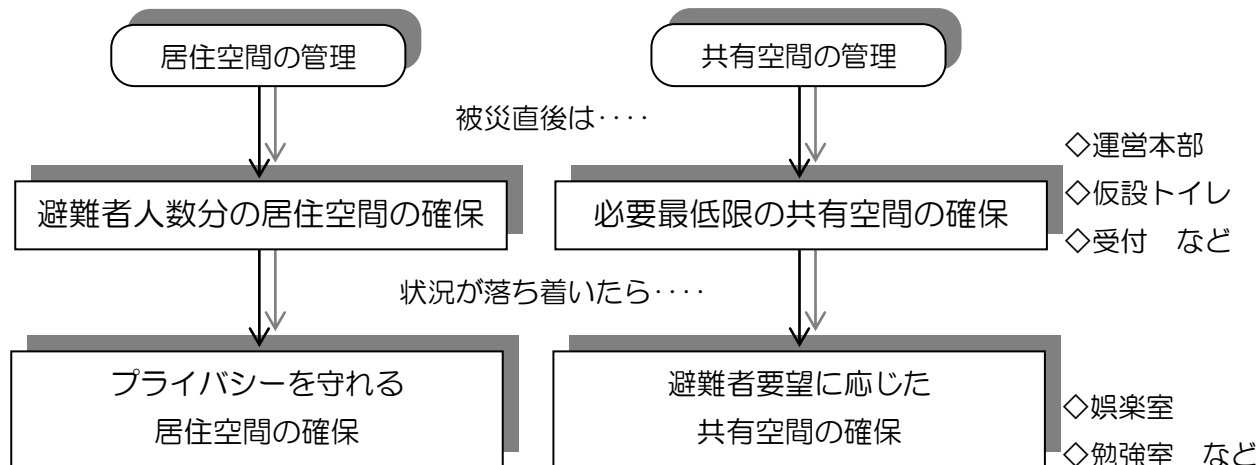 居住空間の管理
共有空間の管理
被災直後は‥‥
避難者人数分の居住空間の確保
必要最低限の共有空間の確保
◇運営本部
◇仮設トイレ
◇受付　など
状況が落ち着いたら‥‥
プライバシーを守れる
居住空間の確保
避難者要望に応じた
共有空間の確保
◇娯楽室
◇勉強室　など